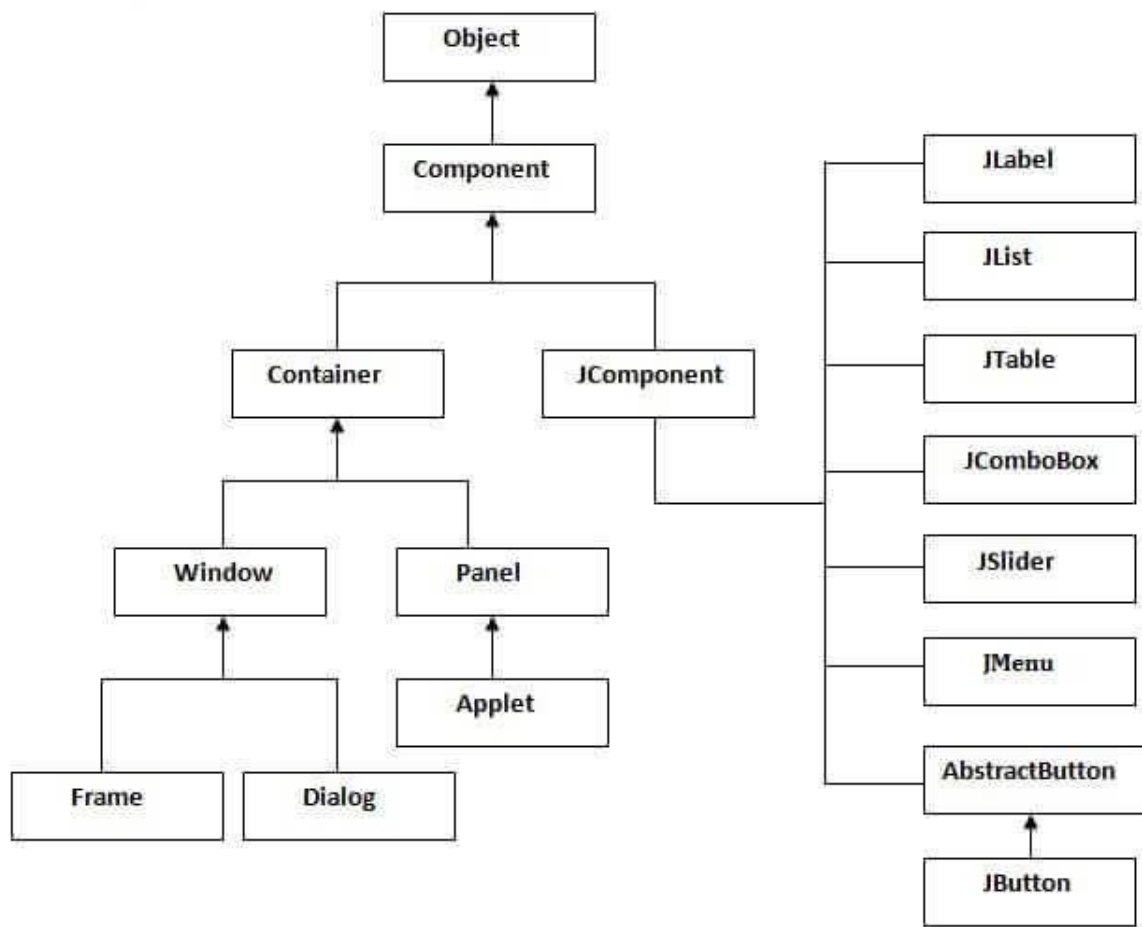 Object
Component
Container
JComponent
Window
Panel
Applet
Frame
Dialog
JLabel
JList
JTable
JComboBox
JSlider
JMenu
AbstractButton
JButton